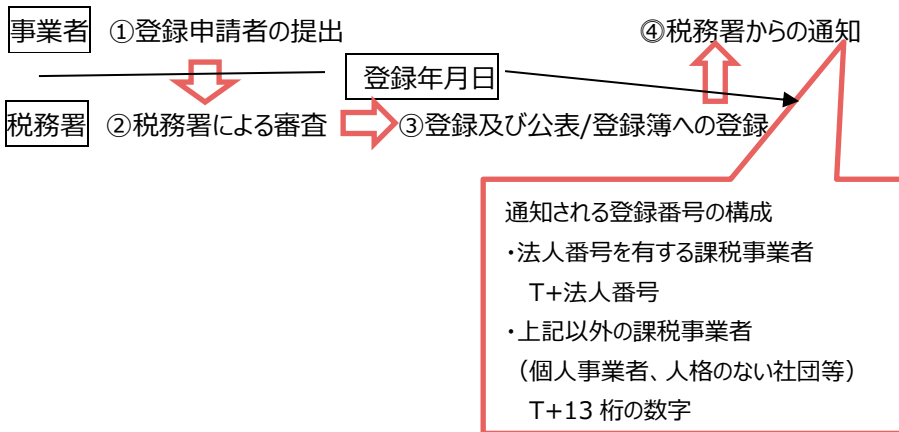 事業者 ①登録申請者の提出 ④税務署からの通知
登録年月日
税務署 ②税務署による審査 ③登録及び公表/登録簿への登録
通知される登録番号の構成
・法人番号を有する課税事業者
T+法人番号
・上記以外の課税事業者
（個人事業者、人格のない社団等）
T+13 桁の数字